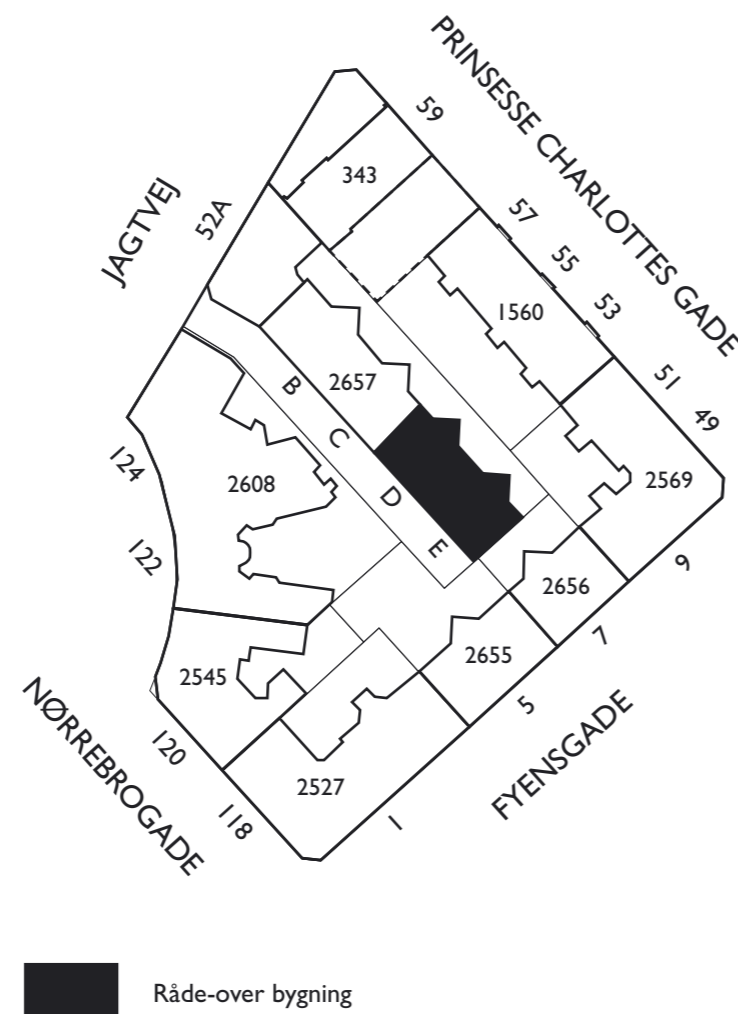 PRINSESSE CHARLOTTES GADE
59
343
JAGTVEJ
52A
57
55
53
1560
51
49
2657
B
C
D
E
2608
124
122
2569
9
2656
7
2655
5
2545
NØRREBROGADE
120
118
2527
1
FYENSGADE
Råde-over bygning